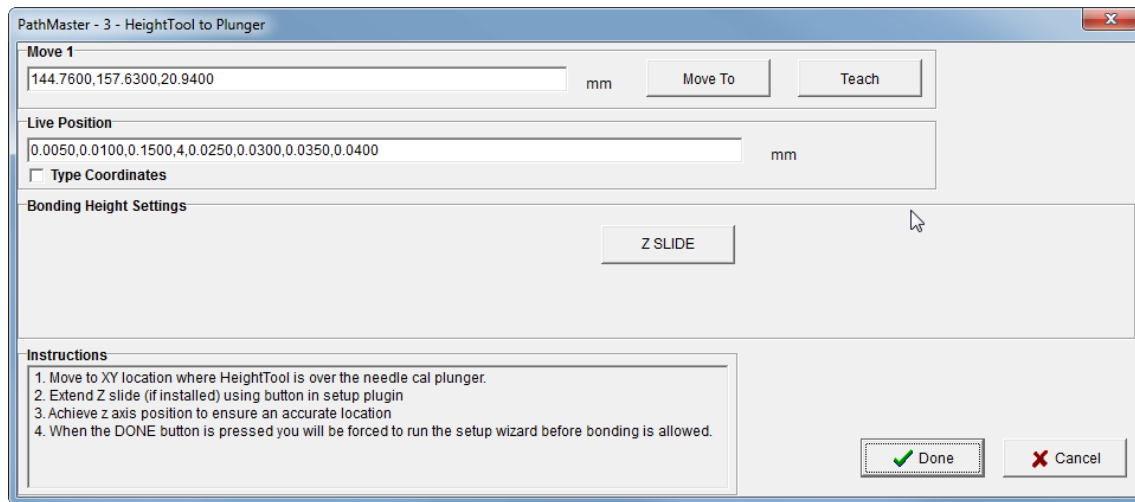 PathMaster - 3 - HeightTool to Plunger
Move 1
144.7600,157.6300,20.9400
mm
Move To
Teach
Live Position
0.0050,0.0100,0.1500,4,0.0250,0.0300,0.0350,0.0400
mm
Type Coordinates
Bonding Height Settings
Z SLIDE
Instructions
1. Move to XY location where HeightTool is over the needle cal plunger.
2. Extend Z slide (if installed) using button in setup plugin
3. Achieve z axis position to ensure an accurate location
4. When the DONE button is pressed you will be forced to run the setup wizard before bonding is allowed.
Done
Cancel